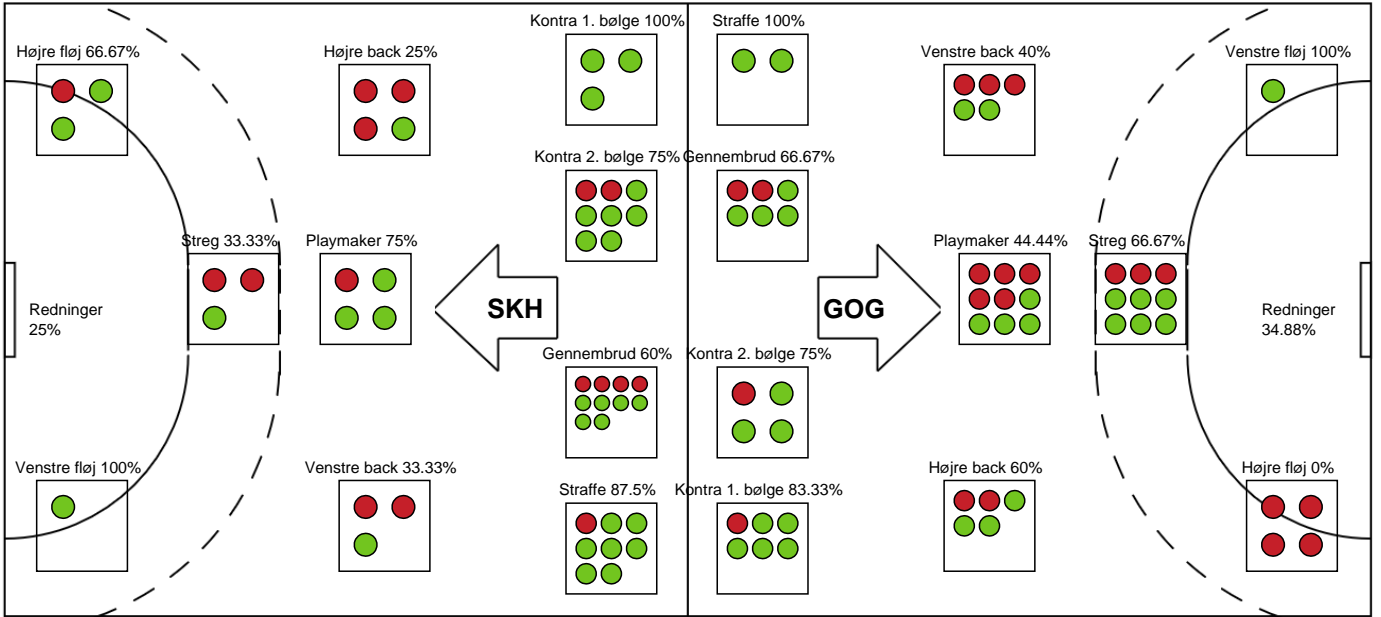 Kontra 1. bølge 100%
Straffe 100%
Højre fløj 66.67%
Højre back 25%
Venstre back 40%
Venstre fløj 100%
Kontra 2. bølge 75%
Gennembrud 66.67%
Streg 33.33%
Playmaker 75%
Playmaker 44.44%
Streg 66.67%
Redninger
25%
SKH
GOG
Redninger
34.88%
Gennembrud 60%
Kontra 2. bølge 75%
Venstre fløj 100%
Venstre back 33.33%
Straffe 87.5%
Kontra 1. bølge 83.33%
Højre back 60%
Højre fløj 0%